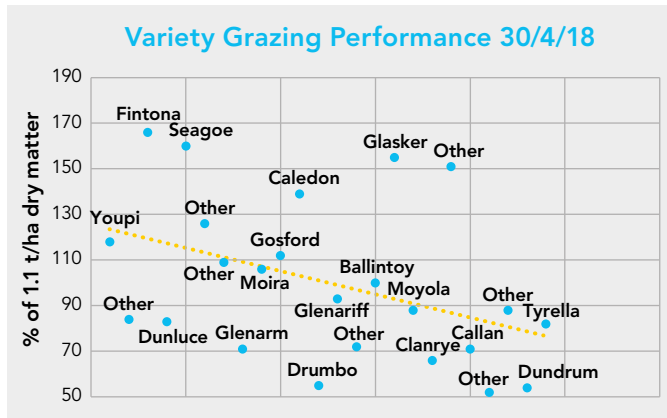 Variety Grazing Performance 30/4/18
% of 1.1 t/ha dry matter
190
170
150
130
110
90
70
50
Fintona
Seagoe
Glasker
Other
Caledon
Youpi
Other
Gosford
Other
Moira
Ballintoy
Glenariff
Moyola
Other
Other
Tyrella
Dunluce
Glenarm
Other
Clanrye
Callan
Drumbo
Other
Dundrum